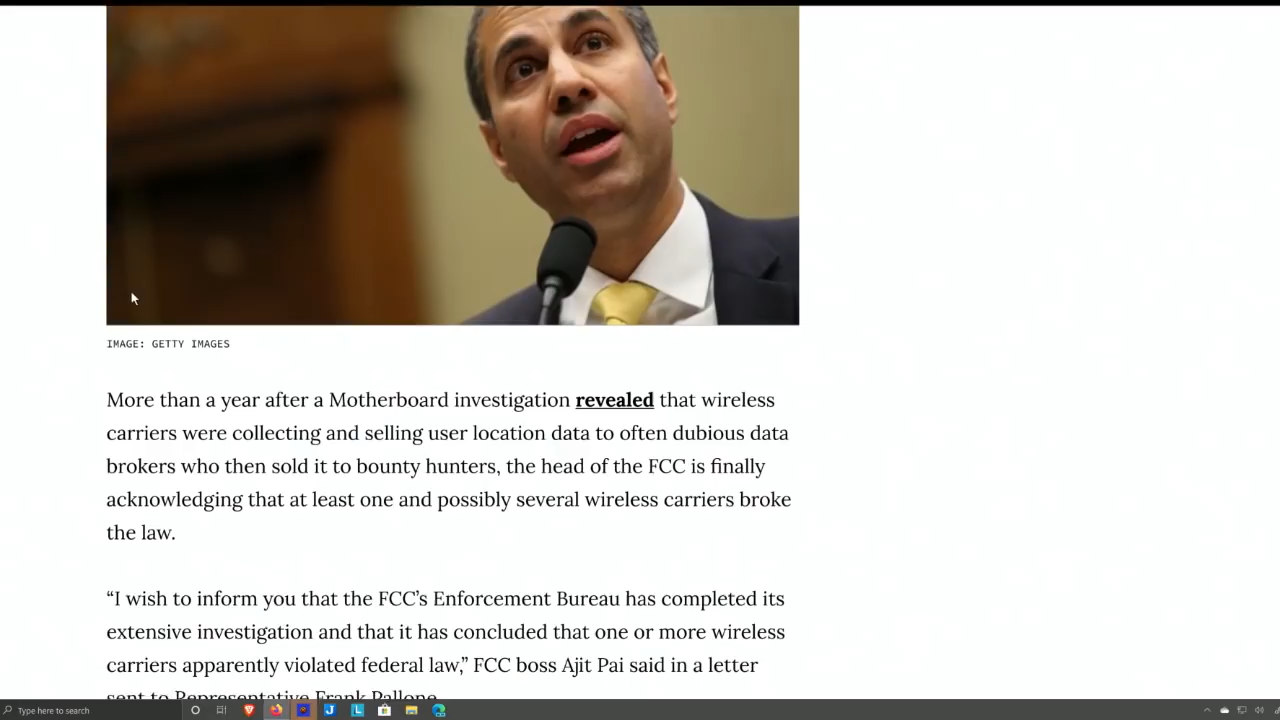 IMAGE: GETTY IMAGES
More than a year after a Motherboard investigation revealed that wireless
carriers were collecting and selling user location data to often dubious data
brokers who then sold it to bounty hunters, the head of the FCC is finally
acknowledging that at least one and possibly several wireless carriers broke
the law.
“I wish to inform you that the FCC’s Enforcement Bureau has completed its
extensive investigation and that it has concluded that one or more wireless
carriers apparently violated federal law,” FCC boss Ajit Pai said in a letter
sent to Representative Frank Pallone
Type here to search